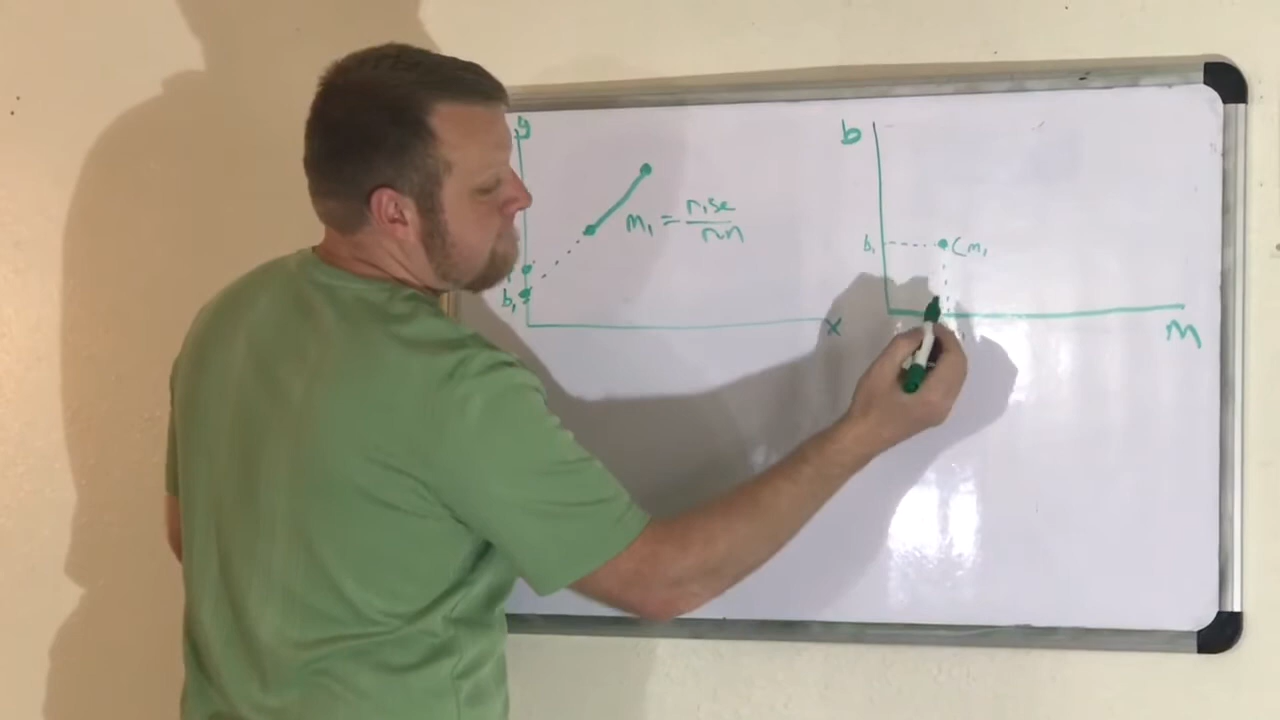 y
m₁ = rise
run
b₁
x
b
b₁
(m₁
m